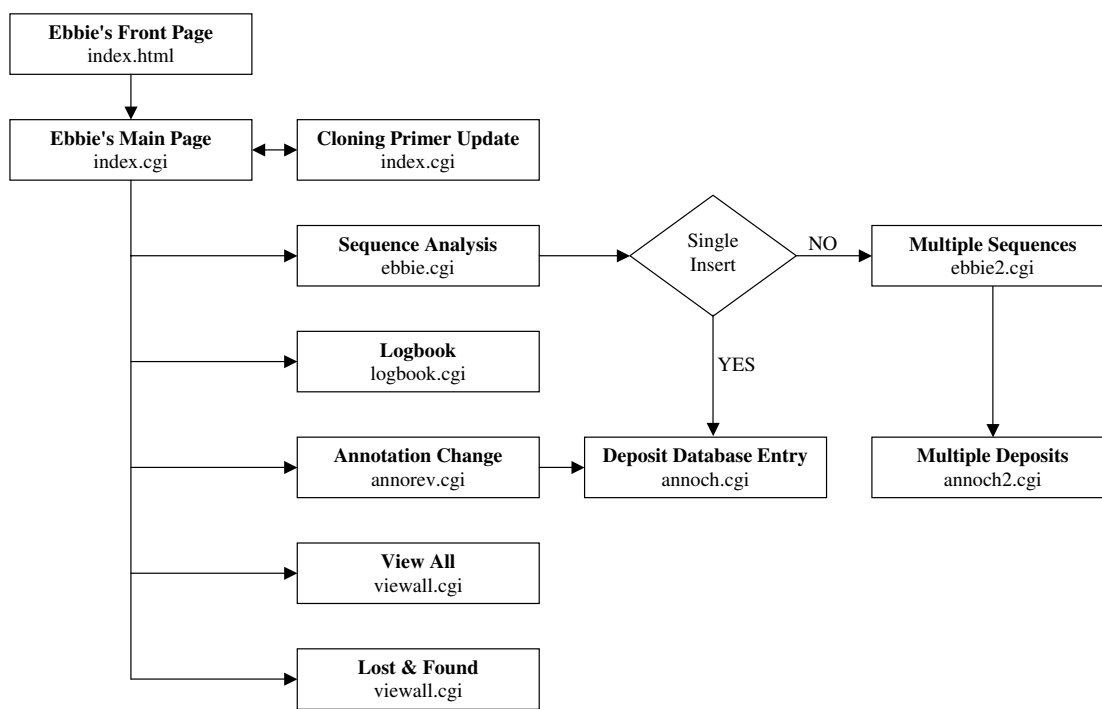 Ebbie's Front Page
index.html
Ebbie's Main Page
index.cgi
Cloning Primer Update
index.cgi
Sequence Analysis
ebbie.cgi
Single
Insert
NO
Multiple Sequences
ebbie2.cgi
Logbook
logbook.cgi
YES
Annotation Change
annorev.cgi
Deposit Database Entry
annoch.cgi
Multiple Deposits
annoch2.cgi
View All
viewall.cgi
Lost & Found
viewall.cgi